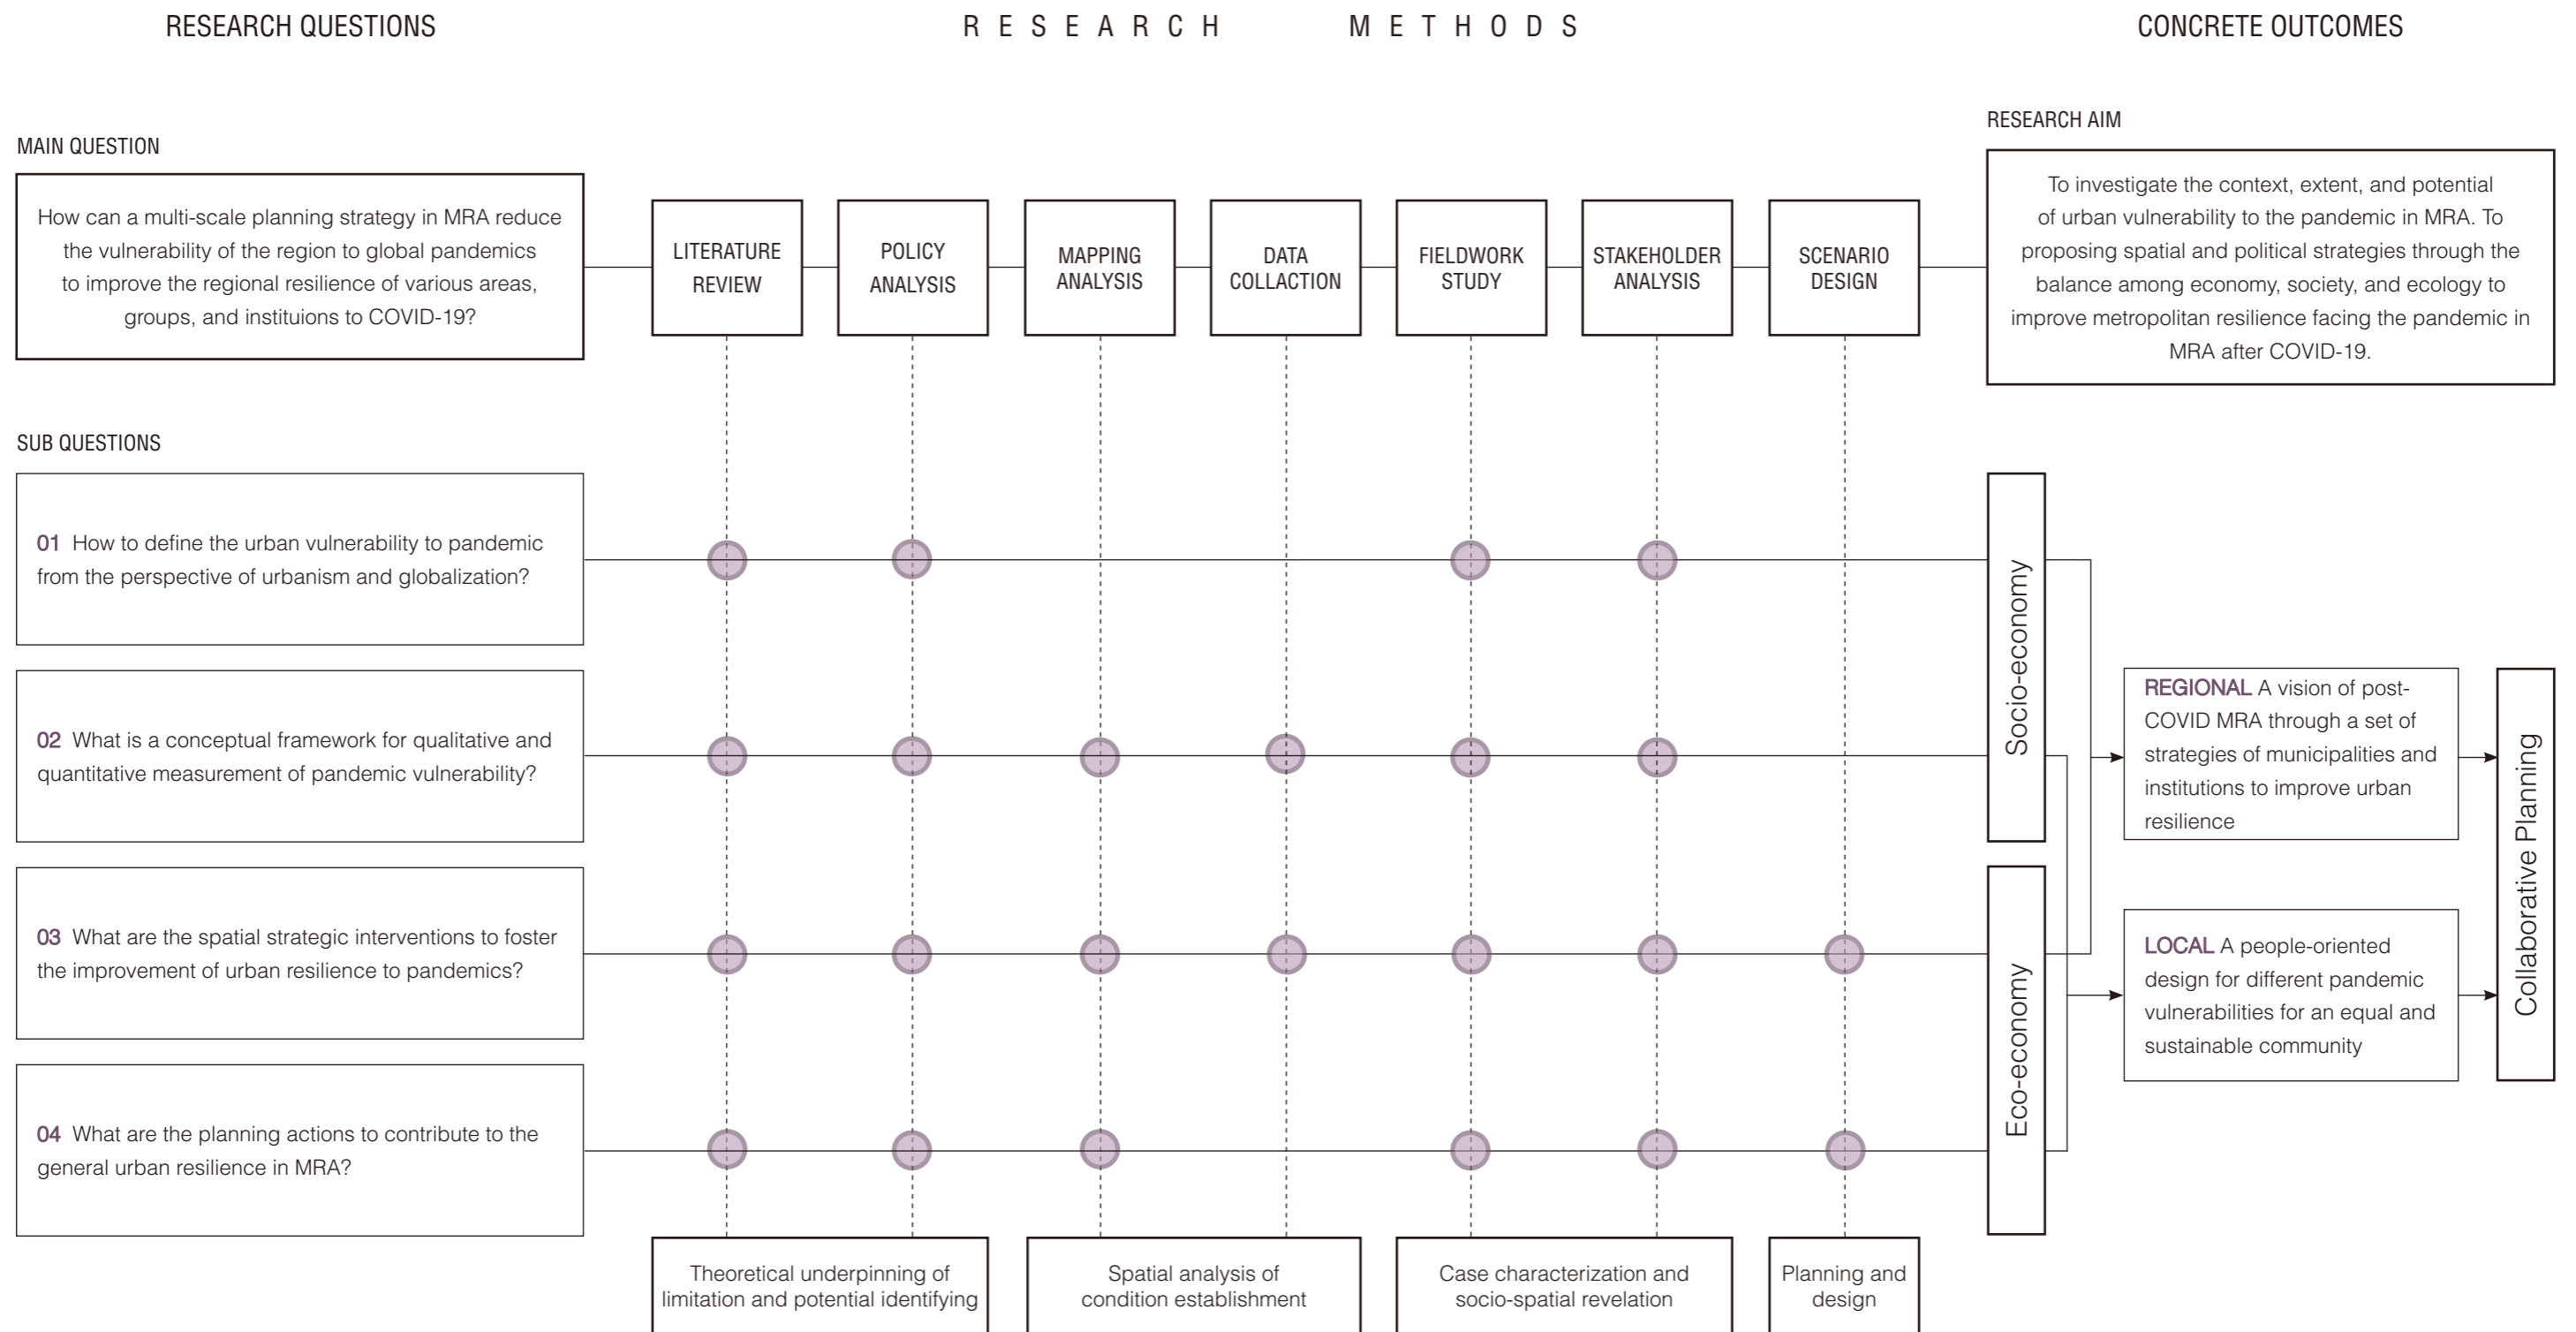 RESEARCH QUESTIONS
RESEARCH METHODS
CONCRETE OUTCOMES
MAIN QUESTION
How can a multi-scale planning strategy in MRA reduce
the vulnerability of the region to global pandemics
to improve the regional resilience of various areas,
groups, and instituions to COVID-19?
LITERATURE
REVIEW
POLICY
ANALYSIS
MAPPING
ANALYSIS
DATA
COLLACTION
FIELDWORK
STUDY
STAKEHOLDER
ANALYSIS
SCENARIO
DESIGN
RESEARCH AIM
To investigate the context, extent, and potential
of urban vulnerability to the pandemic in MRA. To
proposing spatial and political strategies through the
balance among economy, society, and ecology to
improve metropolitan resilience facing the pandemic in
MRA after COVID-19.
SUB QUESTIONS
01 How to define the urban vulnerability to pandemic
from the perspective of urbanism and globalization?
02 What is a conceptual framework for qualitative and
quantitative measurement of pandemic vulnerability?
03 What are the spatial strategic interventions to foster
the improvement of urban resilience to pandemics?
04 What are the planning actions to contribute to the
general urban resilience in MRA?
Socio-economy
Eco-economy
REGIONAL A vision of post-
COVID MRA through a set of
strategies of municipalities and
institutions to improve urban
resilience
LOCAL A people-oriented
design for different pandemic
vulnerabilities for an equal and
sustainable community
Collaborative Planning
Theoretical underpinning of
limitation and potential identifying
Spatial analysis of
condition establishment
Case characterization and
socio-spatial revelation
Planning and
design